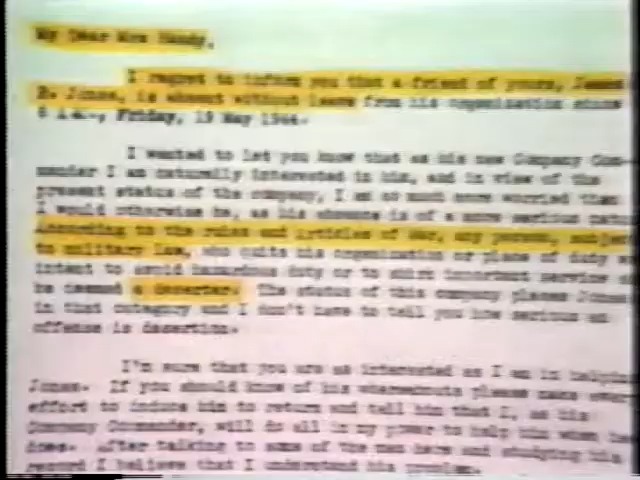 My Dear Mrs Handy,
I regret to inform you that a friend of yours, James
E. Jones, is absent without leave from his organization since
6 A.M., Friday, 19 May 1944.
I wanted to let you know that as his new Company Com-
mander I am naturally interested in him, and in view of the
present status of the company, I am so much more worried than
I would otherwise be, as his absence is of a more serious
According to the rules and Articles of War, any person, subject
to military law, who quits his organization or place of duty
intent to avoid hazardous duty or to shirk important service
be deemed a deserter. The status of this company places Jones
in that category and I don't have to tell you how serious an
offense is desertion.
I'm sure that you are as interested as I am in helping
Jones. If you should know of his whereabouts please make every
effort to induce him to return and tell him that I, as his
Company Commander, will do all in my power to help him when he
does. After talking to some of the men here and studying his
record I believe that I understand his problem.